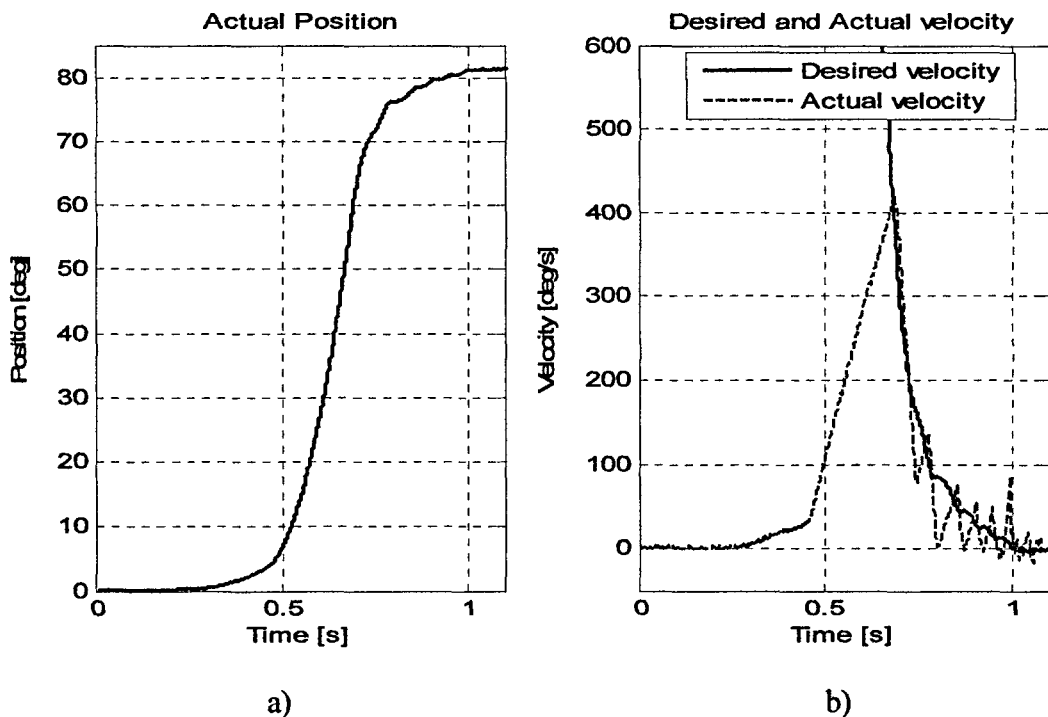 Actual Position
80
70
60
50
40
30
20
10
0
Position [deg]
0 0.5 1
Time [s]
a)
Desired and Actual velocity
Desired velocity
Actual velocity
600
500
400
300
200
100
0
Velocity [deg/s]
0 0.5 1
Time [s]
b)